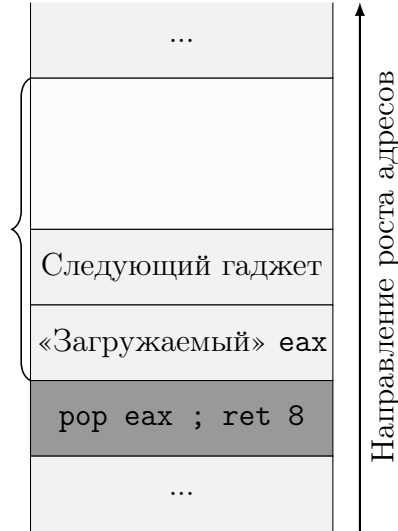 ...
Следующий гаджет
«Загружаемый» eax
pop eax ; ret 8
...
Направление роста адресов